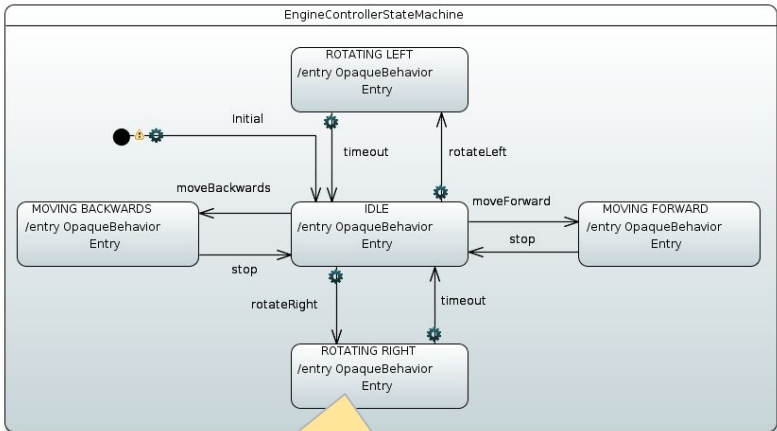 EngineControllerStateMachine
ROTATING LEFT
/entry OpaqueBehavior
Entry
Initial
timeout
rotateLeft
moveBackwards
moveForward
MOVING BACKWARDS
/entry OpaqueBehavior
Entry
IDLE
/entry OpaqueBehavior
Entry
MOVING FORWARD
/entry OpaqueBehavior
Entry
stop
stop
rotateRight
timeout
ROTATING RIGHT
/entry OpaqueBehavior
Entry